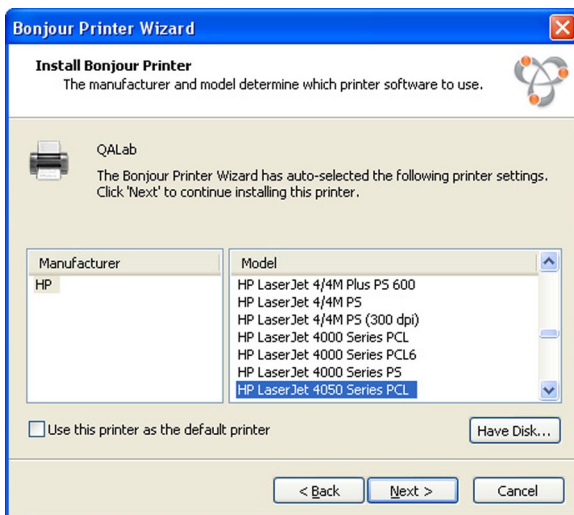 Bonjour Printer Wizard
Install Bonjour Printer
The manufacturer and model determine which printer software to use.
QALab
The Bonjour Printer Wizard has auto-selected the following printer settings.
Click 'Next' to continue installing this printer.
Manufacturer
HP
Model
HP LaserJet 4/4M Plus PS 600
HP LaserJet 4/4M PS
HP LaserJet 4/4M PS (300 dpi)
HP LaserJet 4000 Series PCL
HP LaserJet 4000 Series PCL6
HP LaserJet 4000 Series PS
HP LaserJet 4050 Series PCL
Use this printer as the default printer
Have Disk...
< Back
Next >
Cancel